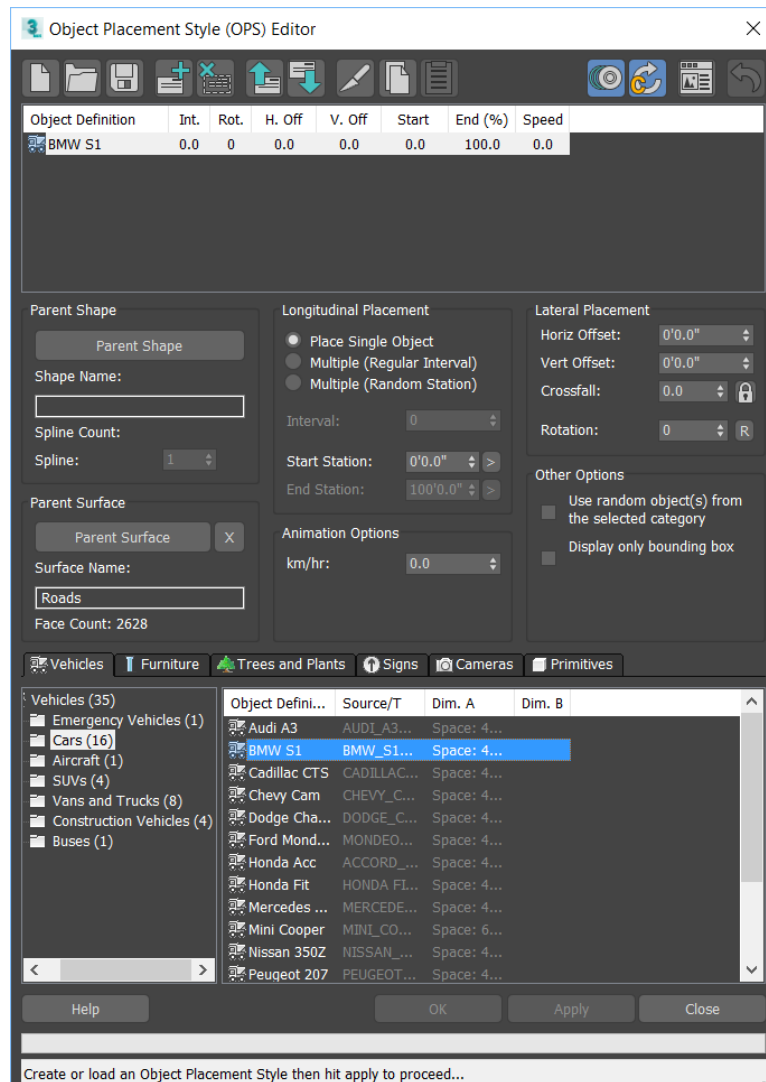 Object Placement Style (OPS) Editor
Object Definition Int. Rot. H. Off V. Off Start End (%) Speed
BMW S1 0.0 0 0.0 0.0 0.0 100.0 0.0
Parent Shape
Parent Shape
Shape Name:
Spline Count:
Spline: 1
Parent Surface
Parent Surface X
Surface Name:
Roads
Face Count: 2628
Longitudinal Placement
Place Single Object
Multiple (Regular Interval)
Multiple (Random Station)
Interval: 0
Start Station: 0'0.0" >
End Station: 100'0.0" >
Animation Options
km/hr: 0.0
Lateral Placement
Horiz Offset: 0'0.0"
Vert Offset: 0'0.0"
Crossfall: 0.0
Rotation: 0 R
Other Options
Use random object(s) from
the selected category
Display only bounding box
Vehicles Furniture Trees and Plants Signs Cameras Primitives
Vehicles (35)
Emergency Vehicles (1)
Cars (16)
Aircraft (1)
SUVs (4)
Vans and Trucks (8)
Construction Vehicles (4)
Buses (1)
Object Defini... Source/T Dim. A Dim. B
Audi A3 AUDI_A3... Space: 4...
BMW S1 BMW_S1... Space: 4...
Cadillac CTS CADILLAC... Space: 4...
Chevy Cam CHEVY_C... Space: 4...
Dodge Cha... DODGE_C... Space: 4...
Ford Mond... MONDEO... Space: 4...
Honda Acc ACCORD_... Space: 4...
Honda Fit HONDA FI... Space: 4...
Mercedes ... MERCEDE... Space: 4...
Mini Cooper MINI_CO... Space: 6...
Nissan 350Z NISSAN_... Space: 4...
Peugeot 207 PEUGEOT... Space: 4...
Help OK Apply Close
Create or load an Object Placement Style then hit apply to proceed...